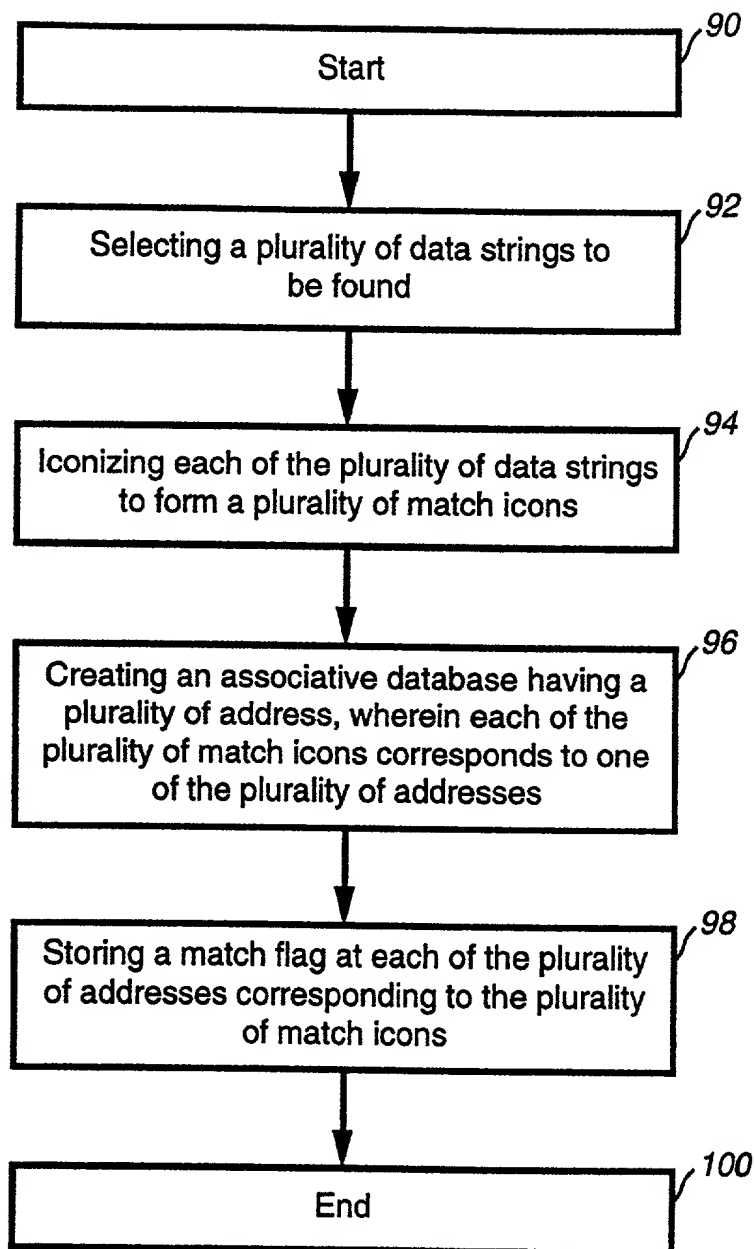 90
Start
92
Selecting a plurality of data strings to
be found
94
Iconizing each of the plurality of data strings
to form a plurality of match icons
96
Creating an associative database having a
plurality of address, wherein each of the
plurality of match icons corresponds to one
of the plurality of addresses
98
Storing a match flag at each of the plurality
of addresses corresponding to the plurality
of match icons
100
End